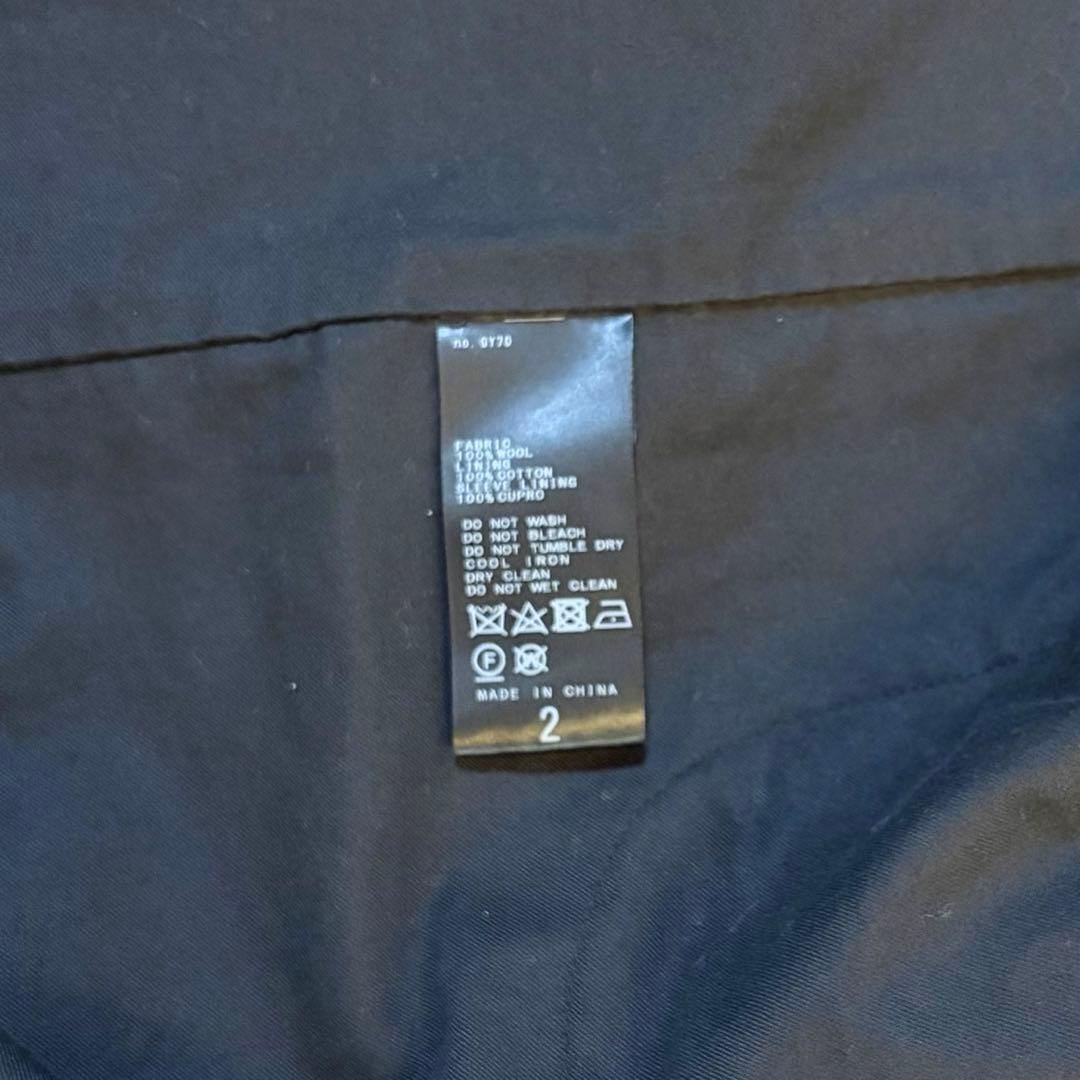 no. GY70
FABRIC
100% WOOL
LINING
100% COTTON
SLEEVE LINING
100% CUPRO
DO NOT WASH
DO NOT BLEACH
DO NOT TUMBLE DRY
COOL IRON
DRY CLEAN
DO NOT WET CLEAN
F W
MADE IN CHINA
2